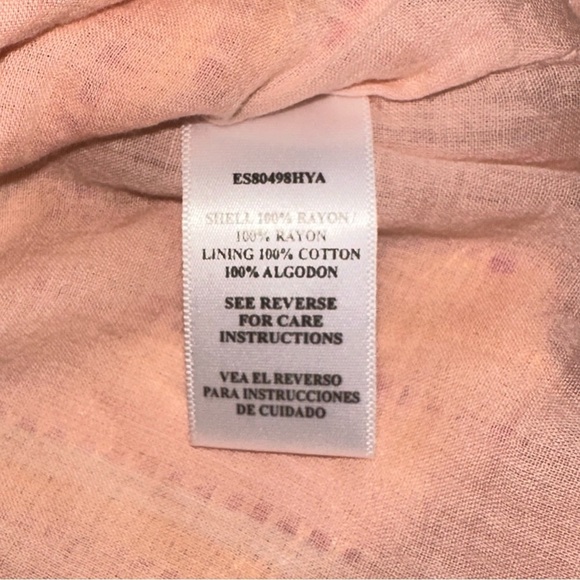 ES80498HYA
SHELL 100% RAYON /
100% RAYON
LINING 100% COTTON
100% ALGODON
SEE REVERSE
FOR CARE
INSTRUCTIONS
VEA EL REVERSO
PARA INSTRUCCIONES
DE CUIDADO